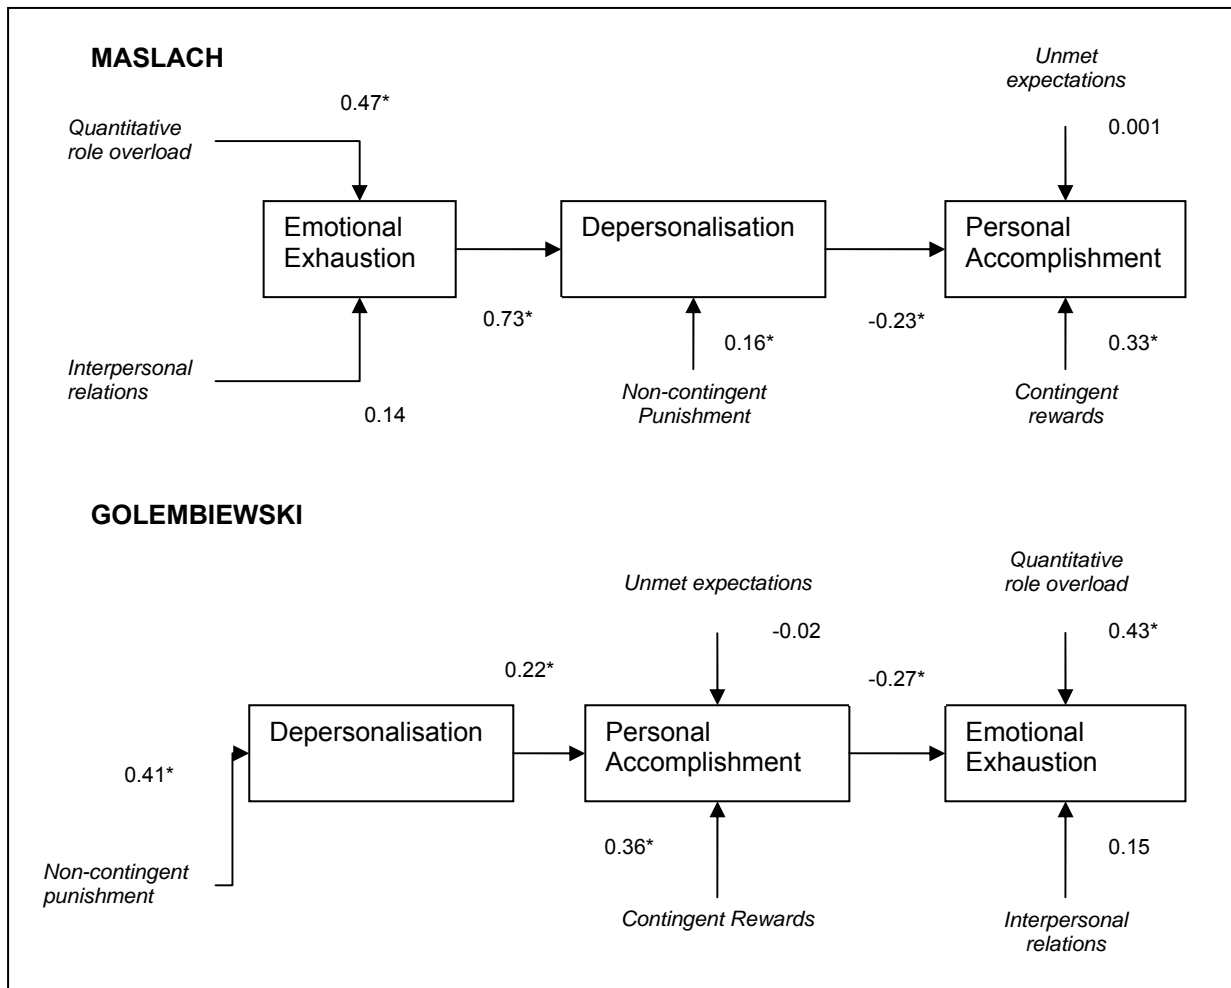 MASLACH
Unmet
expectations
0.47*
0.001
Quantitative
role overload
Emotional
Exhaustion
Depersonalisation
Personal
Accomplishment
0.73*
-0.23*
0.16*
0.33*
Interpersonal
relations
0.14
Non-contingent
Punishment
Contingent
rewards
GOLEMBIEWSKI
Unmet expectations
Quantitative
role overload
-0.02
0.43*
0.22*
-0.27*
Depersonalisation
Personal
Accomplishment
Emotional
Exhaustion
0.41*
0.36*
0.15
Non-contingent
punishment
Contingent Rewards
Interpersonal
relations